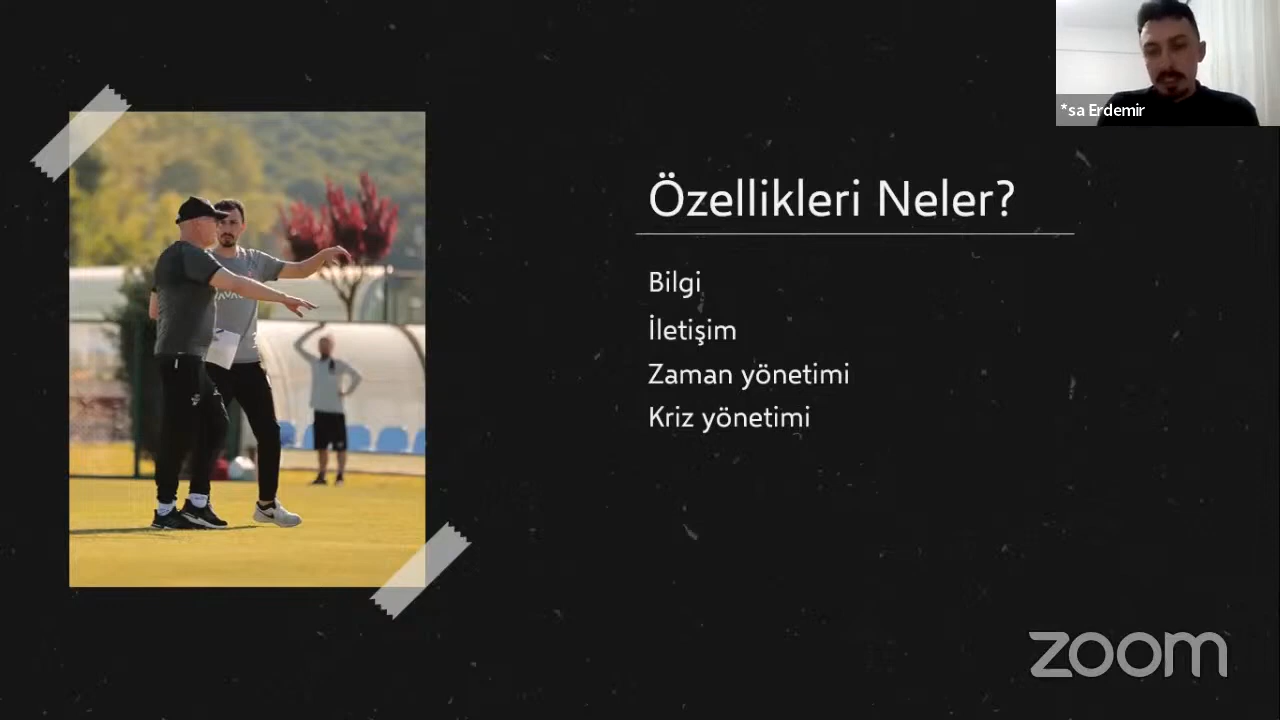 *sa Erdemir
Özellikleri Neler?
Bilgi
İletişim
Zaman yönetimi
Kriz yönetimi
zoom